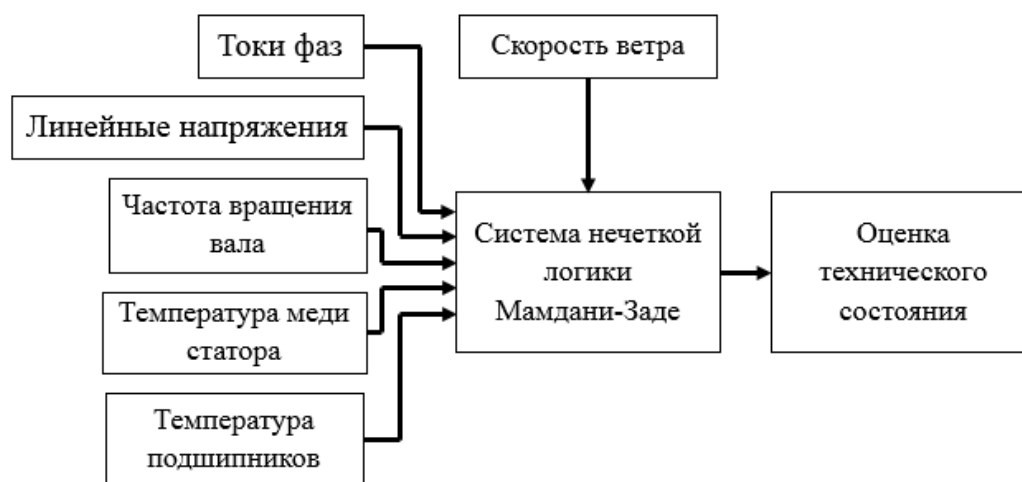 Токи фаз
Скорость ветра
Линейные напряжения
Частота вращения
вала
Температура меди
статора
Температура
подшипников
Система нечеткой
логики
Мамдани-Заде
Оценка
технического
состояния